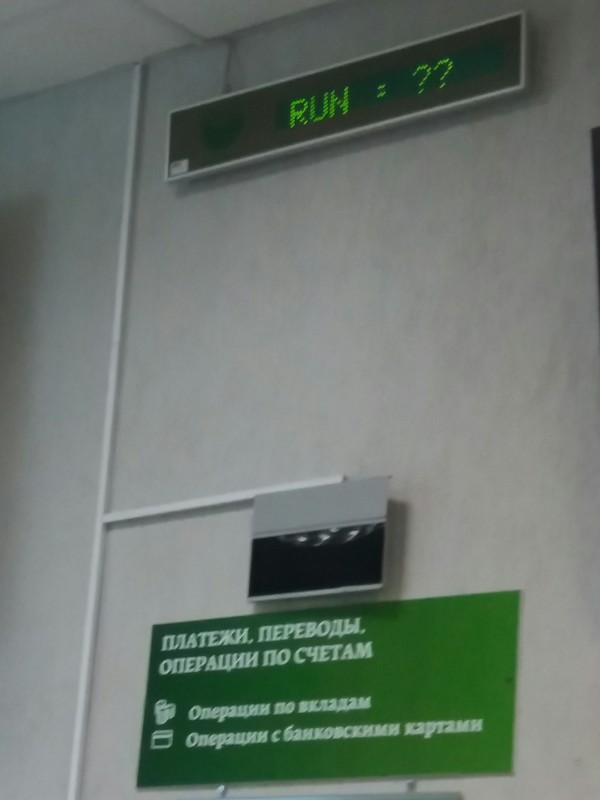 RUN : ??
ПЛАТЕЖИ, ПЕРЕВОДЫ,
ОПЕРАЦИИ ПО СЧЕТАМ
Операции по вкладам
Операции с банковскими картами